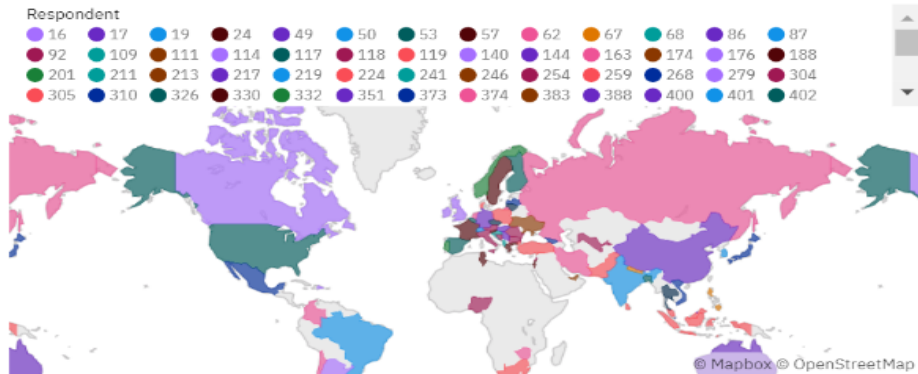 Respondent
16 17 19 24 49 50 53 57 62 67 68 86 87
92 109 111 114 117 118 119 140 144 163 174 176 188
201 211 213 217 219 224 241 246 254 259 268 279 304
305 310 326 330 332 351 373 374 383 388 400 401 402
© Mapbox © OpenStreetMap